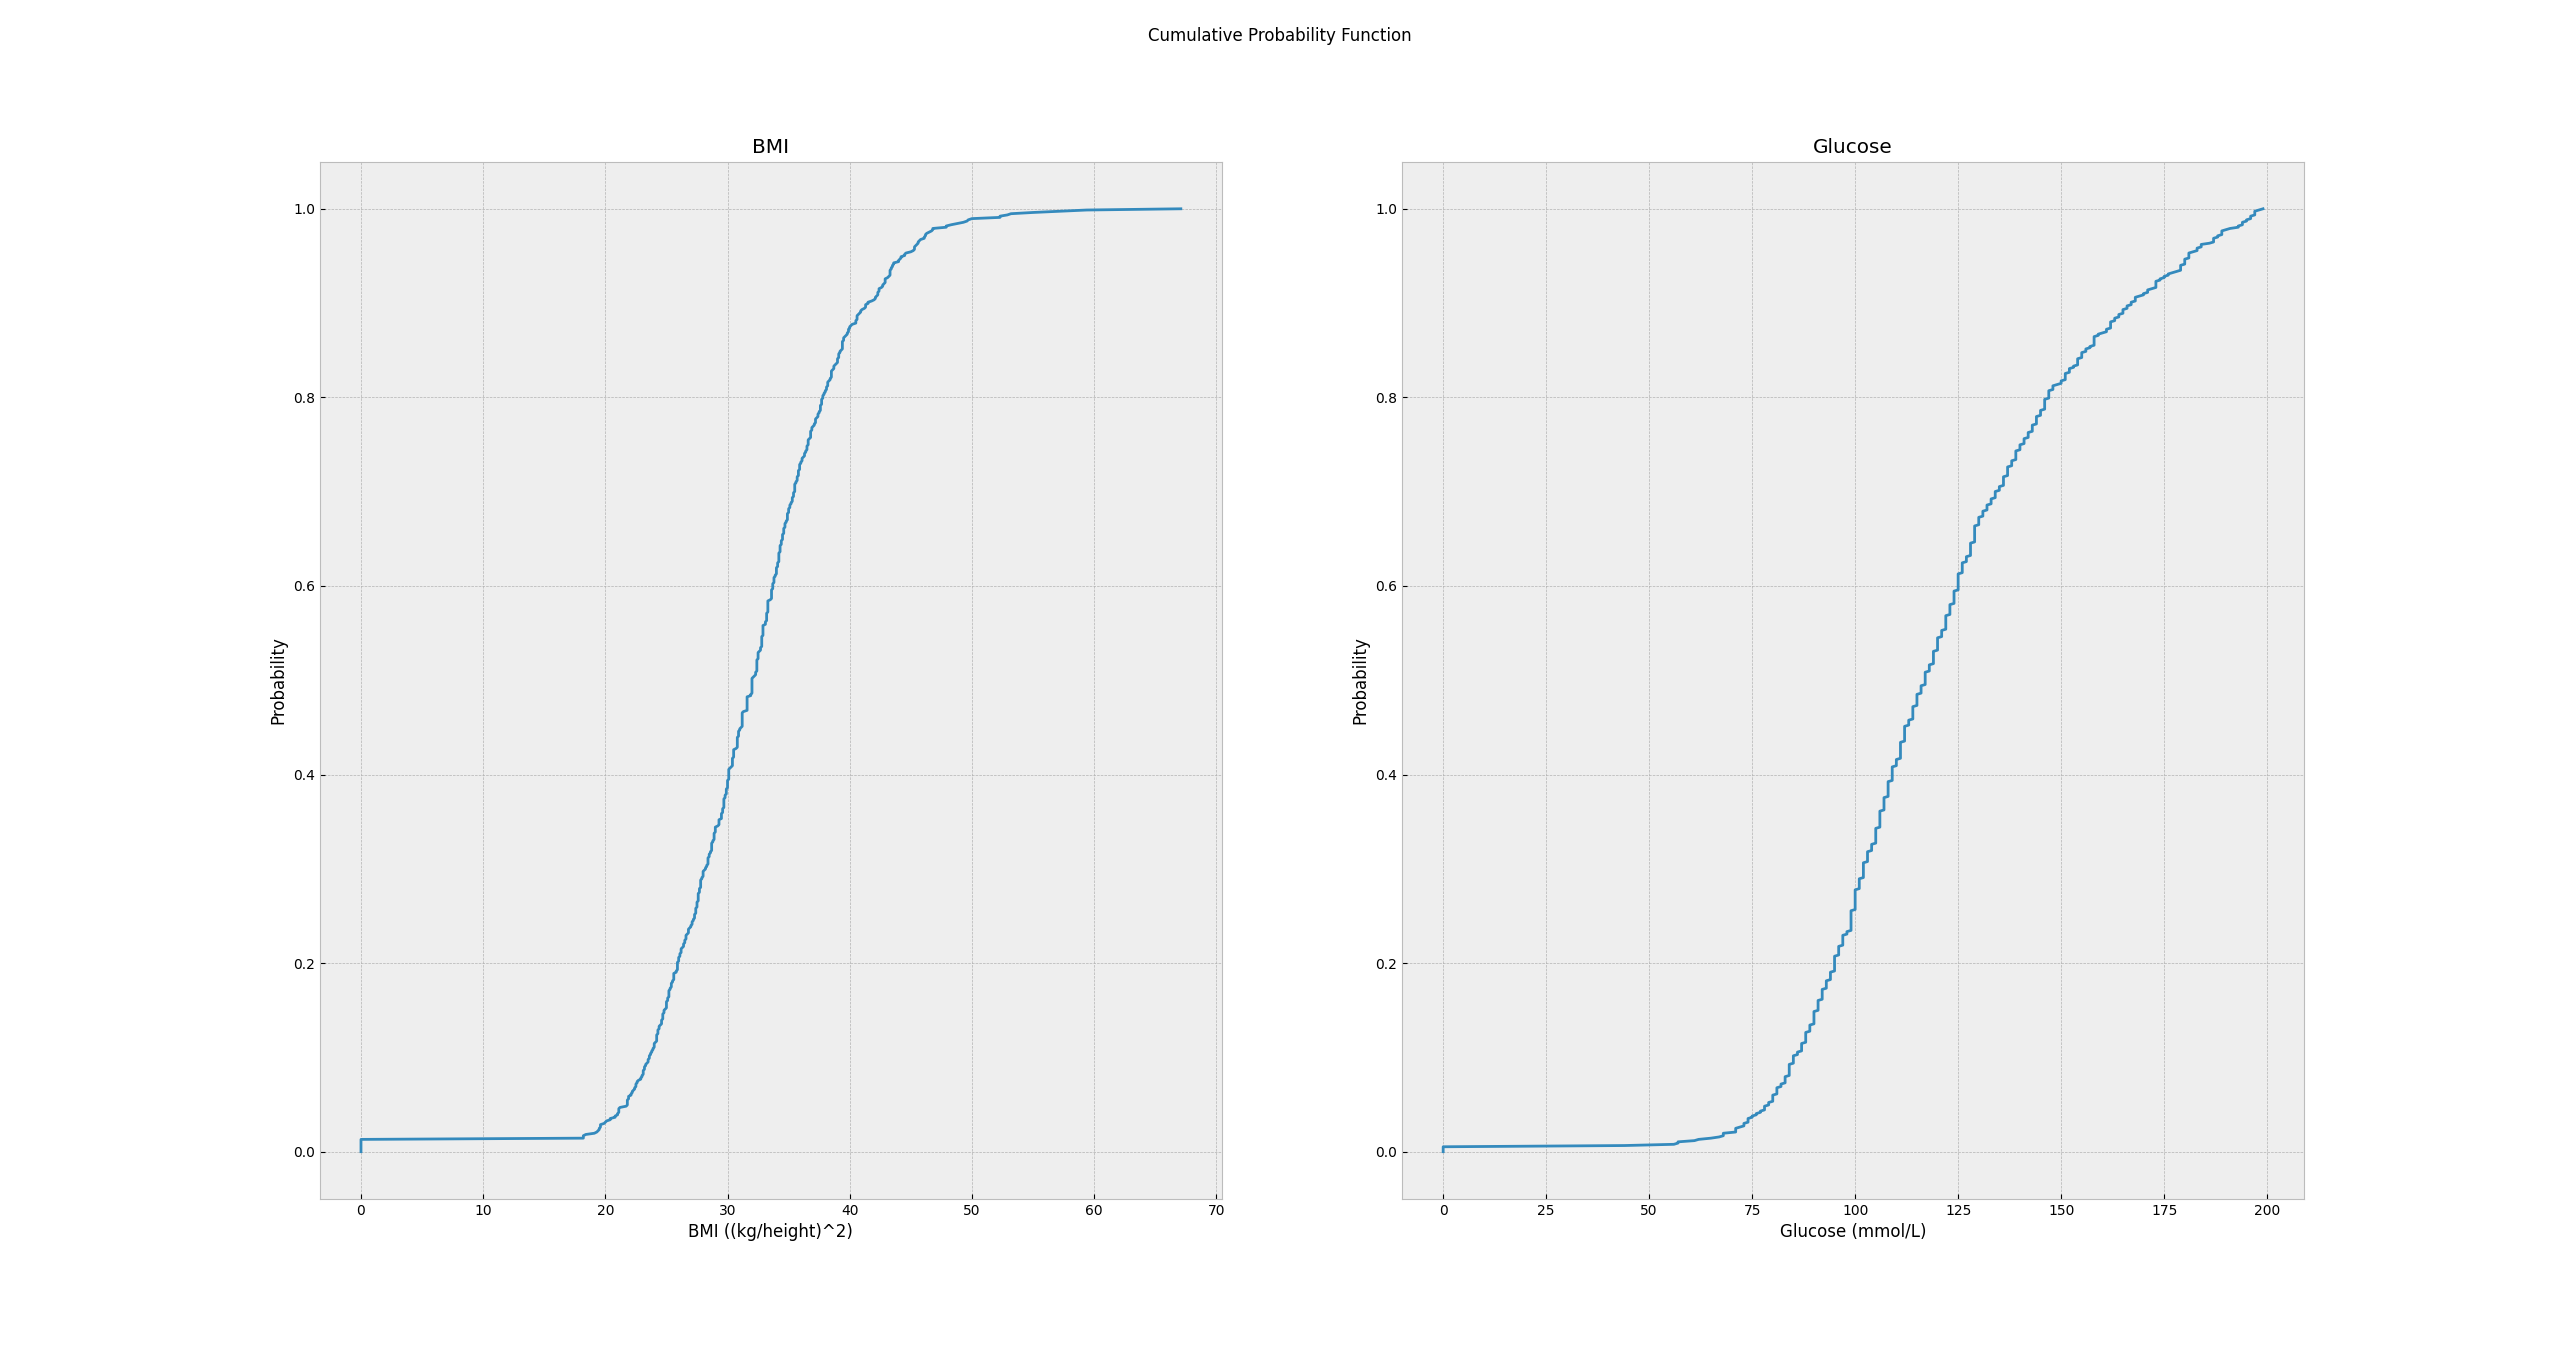 Cumulative Probability Function
BMI
1.0
0.8
0.6
0.4
0.2
0.0
Probability
0 10 20 30 40 50 60 70
BMI ((kg/height)^2)
Glucose
1.0
0.8
0.6
0.4
0.2
0.0
Probability
0 25 50 75 100 125 150 175 200
Glucose (mmol/L)